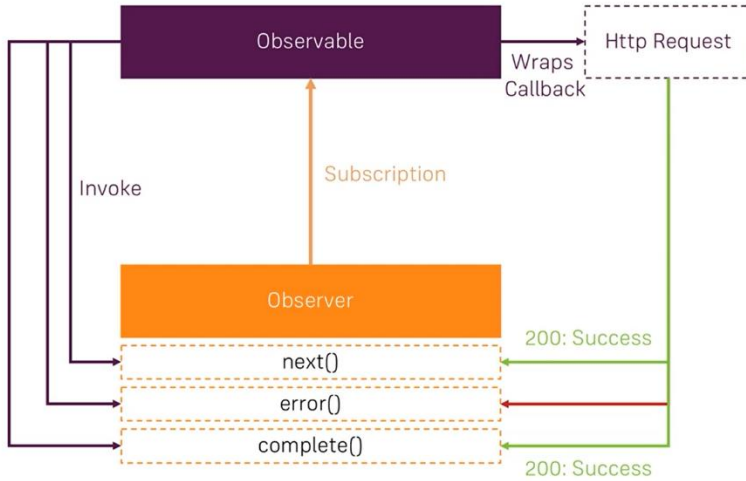 Observable
Http Request
Wraps
Callback
Invoke
Subscription
Observer
200: Success
next()
error()
complete()
200: Success